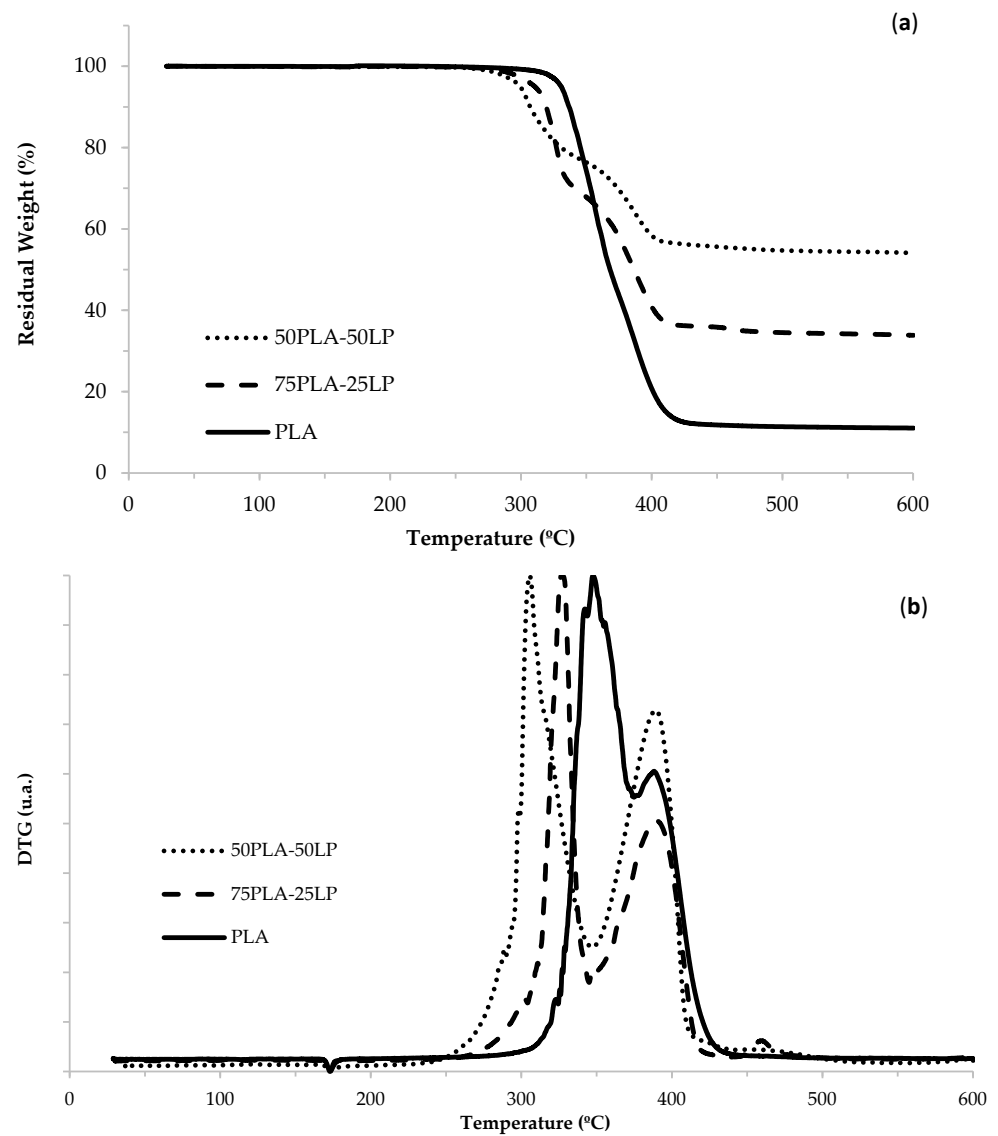 (a)
100
80
60
40
20
0
Residual Weight (%)
50PLA-50LP
75PLA-25LP
PLA
0 100 200 300 400 500 600
Temperature (ºC)
(b)
DTG (u.a.)
50PLA-50LP
75PLA-25LP
PLA
0 100 200 300 400 500 600
Temperature (ºC)